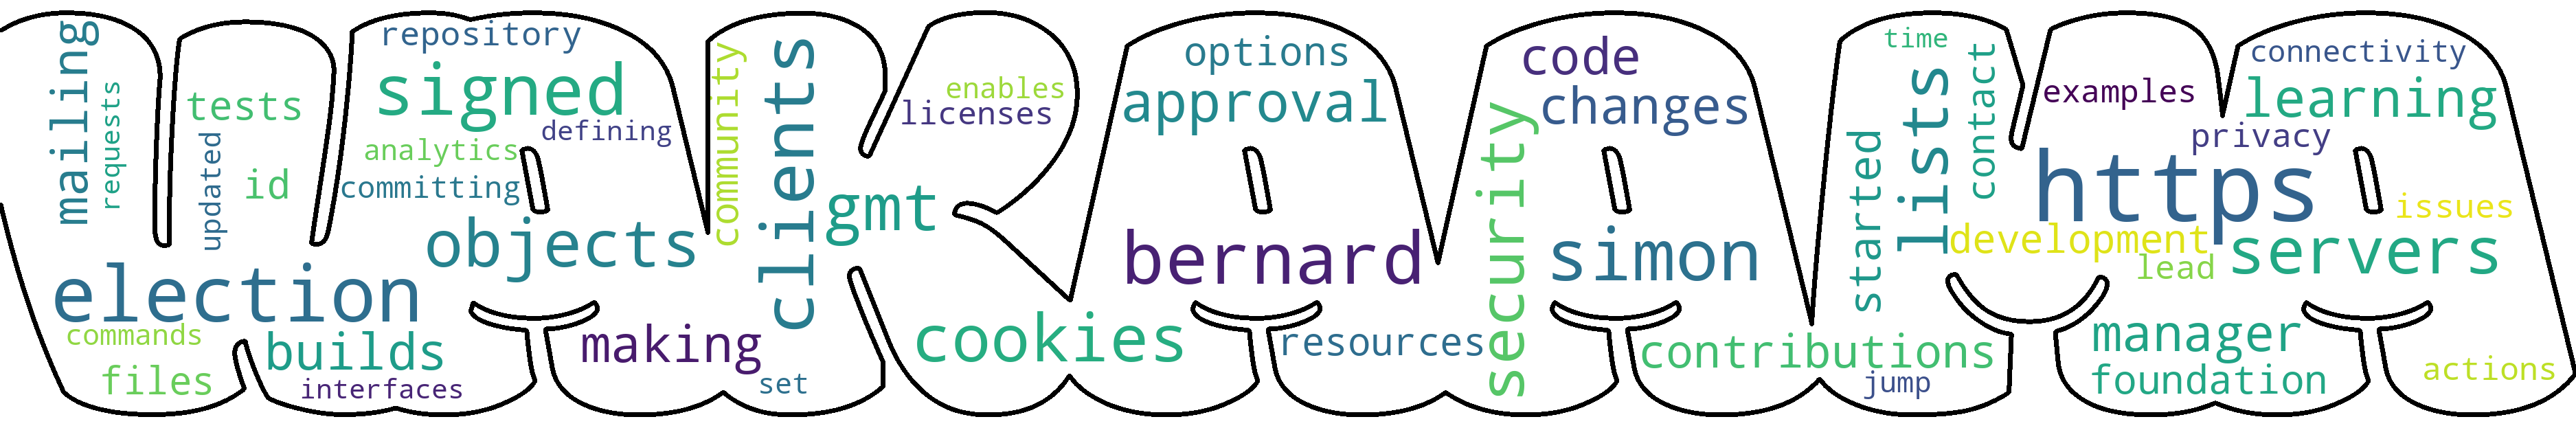 mailing
requests
tests
updated
id
election
commands
files
builds
interfaces
repository
signed
defining
analytics
committing
objects
making
set
community
clients
gmt
enables
licenses
cookies
options
approval
bernard
resources
security
code
changes
simon
contributions
jump
started
lists
time
contact
examples
https
development
lead
privacy
connectivity
learning
issues
servers
manager
foundation
actions